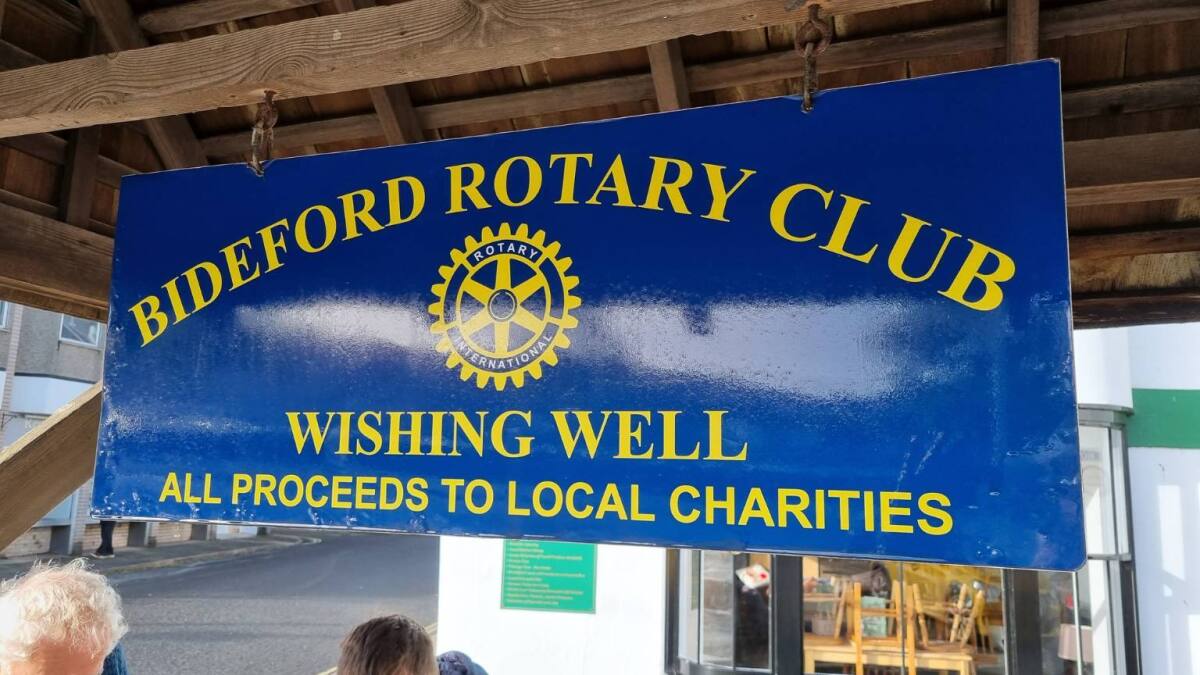 BIDEFORD ROTARY CLUB
ROTARY
INTERNATIONAL
WISHING WELL
ALL PROCEEDS TO LOCAL CHARITIES